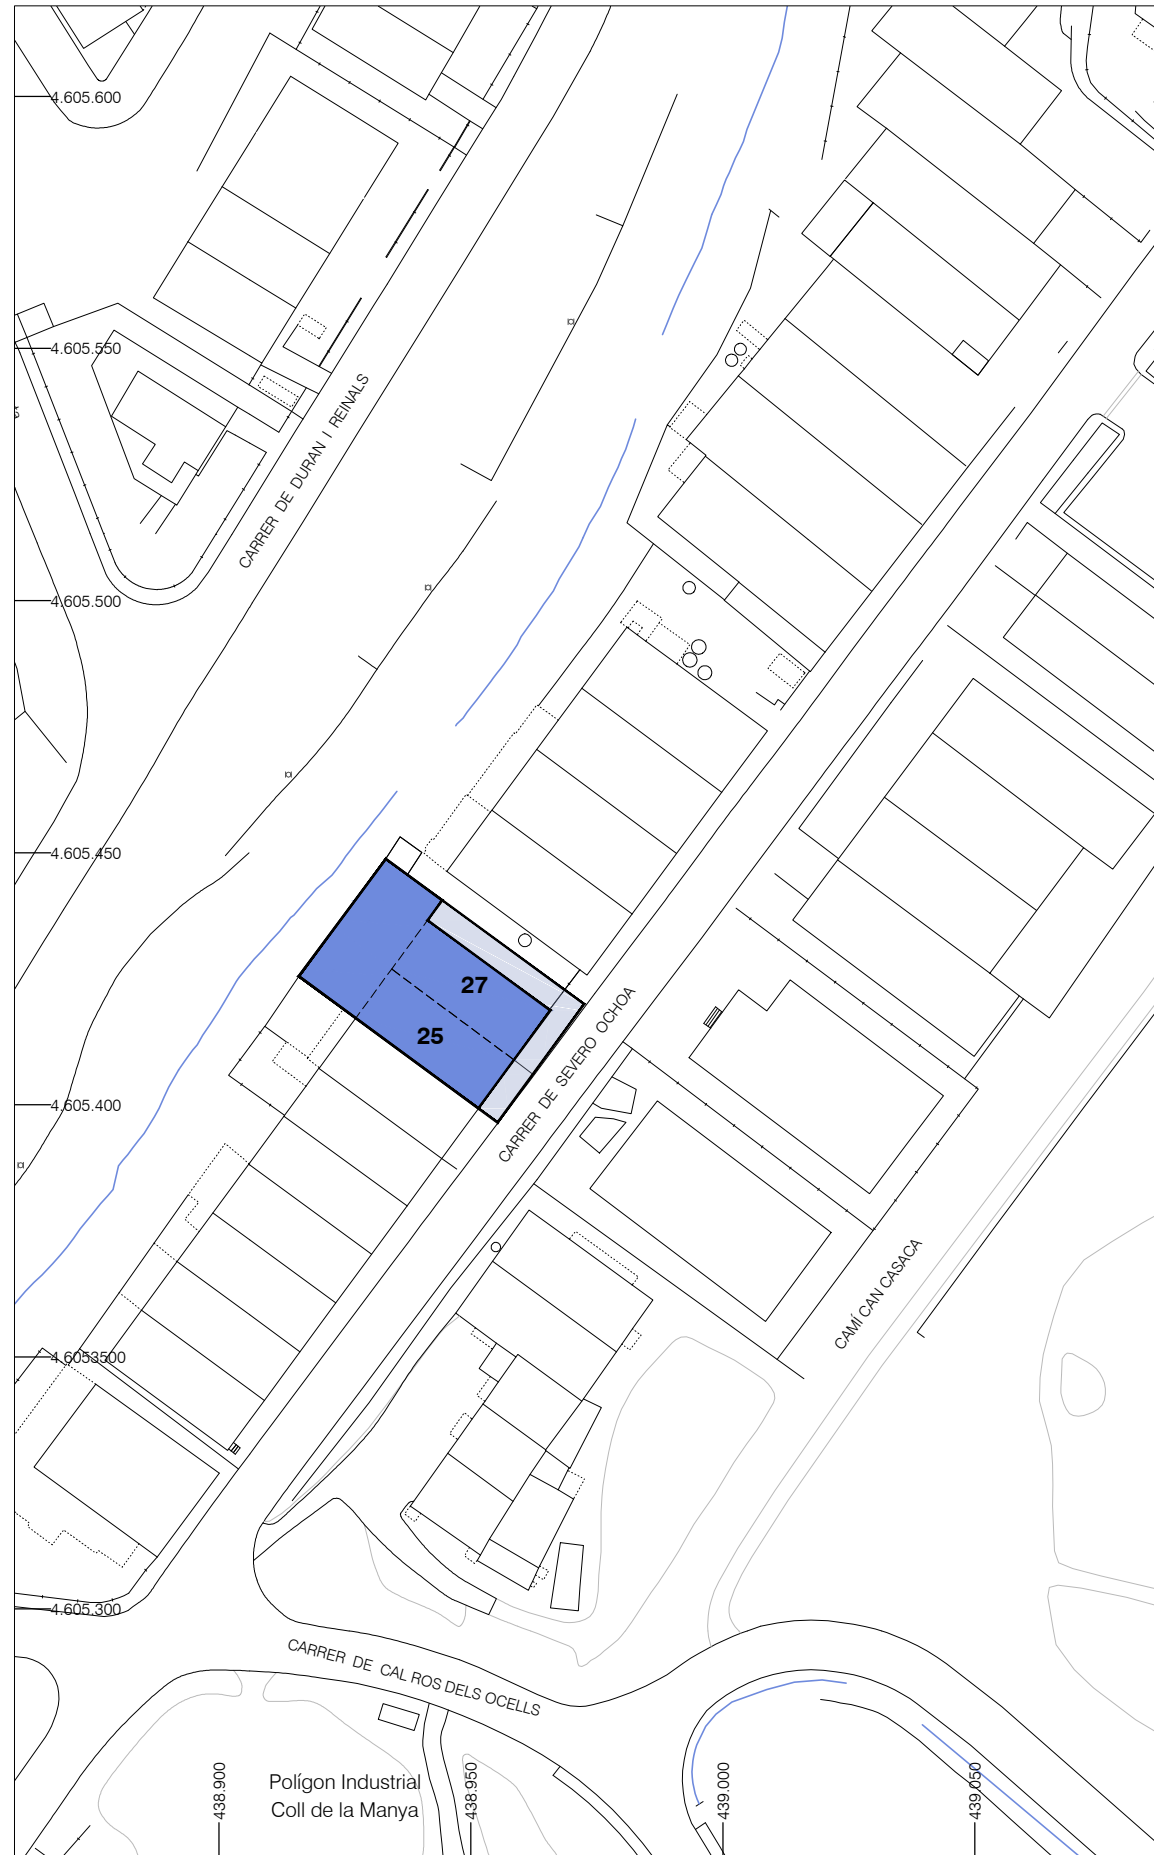 4.605.600
4.605.550
CARRER DE DURAN I REINALS
4.605.500
4.605.450
27
25
CARRER DE SEVERO OCHOA
4.605.400
CAMÍ CAN CASACA
4.6053500
4.605.300
CARRER DE CAL ROS DELS OCELLS
Polígon Industrial
Coll de la Manya
438.900
438.950
439.000
439.050